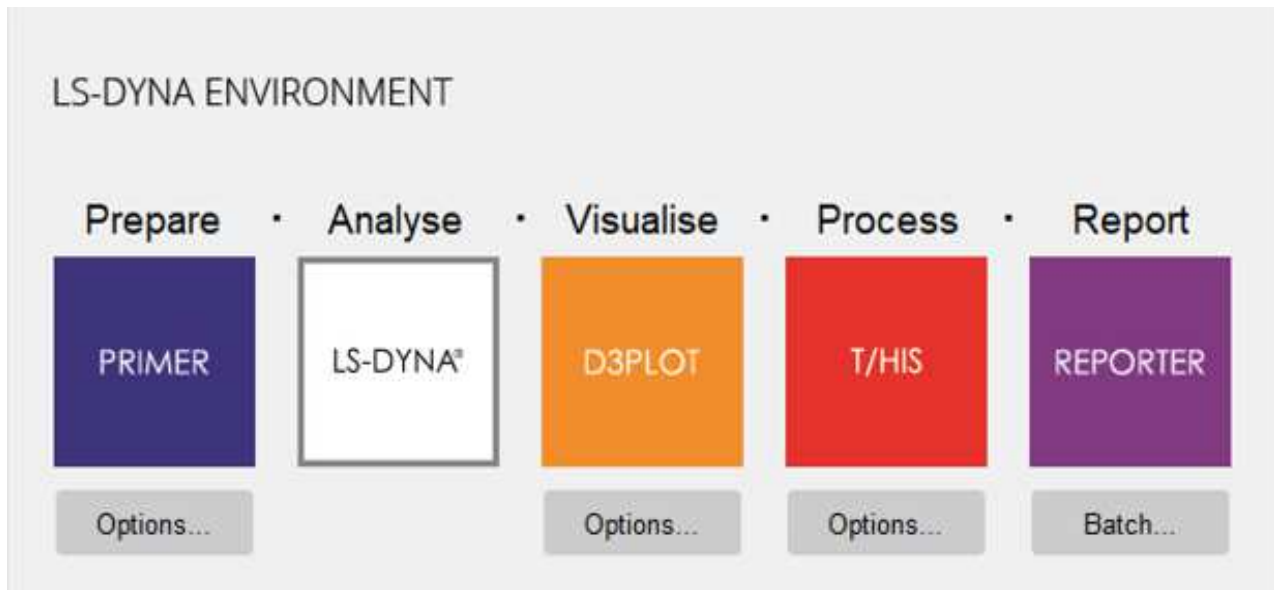 LS-DYNA ENVIRONMENT
Prepare · Analyse · Visualise · Process · Report
PRIMER LS-DYNA® D3PLOT T/HIS REPORTER
Options... Options... Options... Batch...